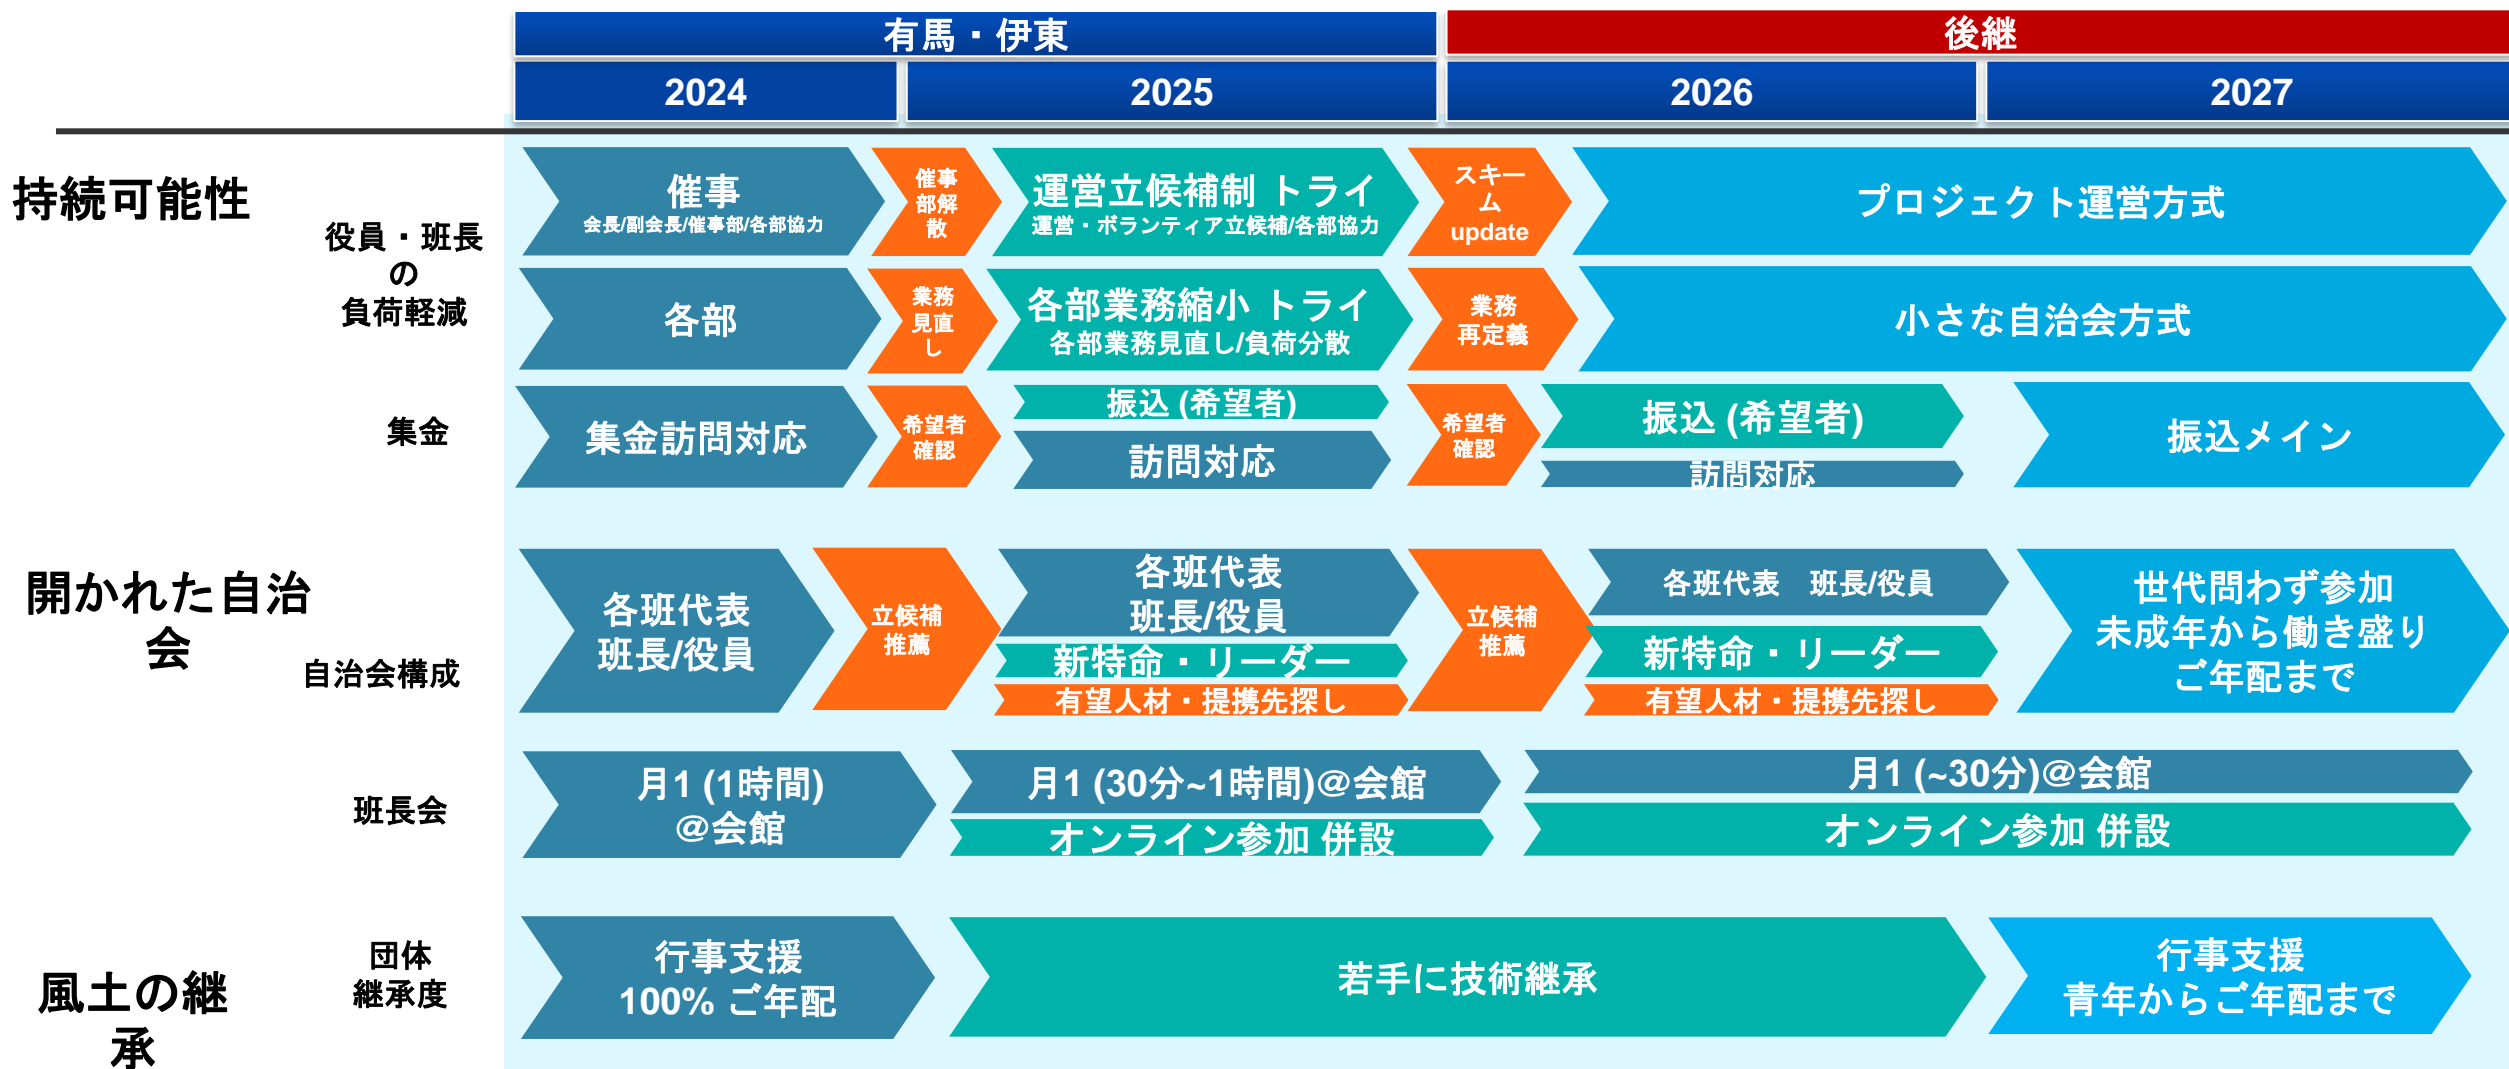 有馬・伊東
後継
2024
2025
2026
2027
持続可能性
役員・班長
の
負荷軽減
催事
会長/副会長/催事部/各部協力
催事
部解
散
運営立候補制 トライ
運営・ボランティア立候補/各部協力
スキー
ム
update
プロジェクト運営方式
各部
業務
見直
し
各部業務縮小 トライ
各部業務見直し/負荷分散
業務
再定義
小さな自治会方式
集金
集金訪問対応
希望者
確認
振込 (希望者)
訪問対応
希望者
確認
振込 (希望者)
訪問対応
振込メイン
開かれた自治
会
自治会構成
各班代表
班長/役員
立候補
推薦
各班代表
班長/役員
新特命・リーダー
有望人材・提携先探し
立候補
推薦
各班代表　班長/役員
新特命・リーダー
有望人材・提携先探し
世代問わず参加
未成年から働き盛り
ご年配まで
班長会
月1 (1時間)
@会館
月1 (30分~1時間)@会館
オンライン参加 併設
月1 (~30分)@会館
オンライン参加 併設
風土の継
承
団体
継承度
行事支援
100% ご年配
若手に技術継承
行事支援
青年からご年配まで